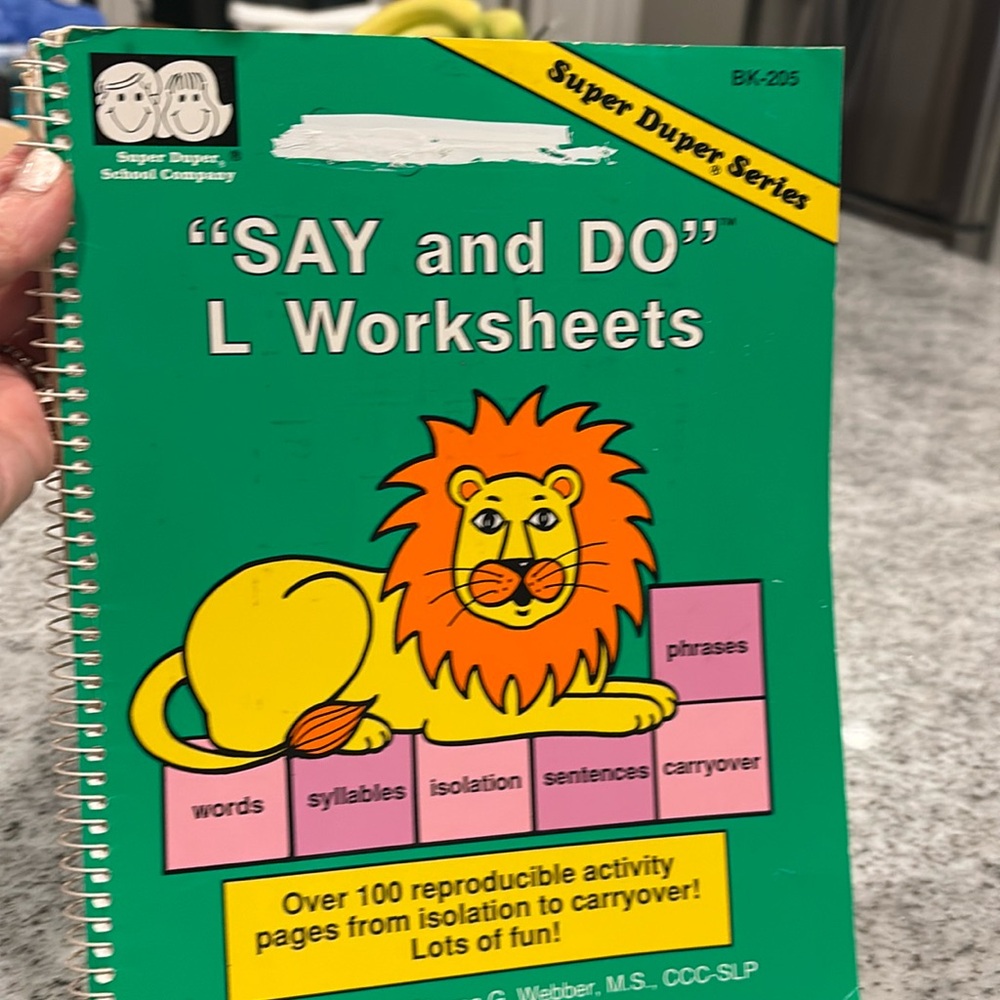 BK-205
Super Duper® Series
Super Duper®
School Company
“SAY and DO”™
L Worksheets
phrases
words syllables isolation sentences carryover
Over 100 reproducible activity
pages from isolation to carryover!
Lots of fun!
G. Webber, M.S., CCC-SLP